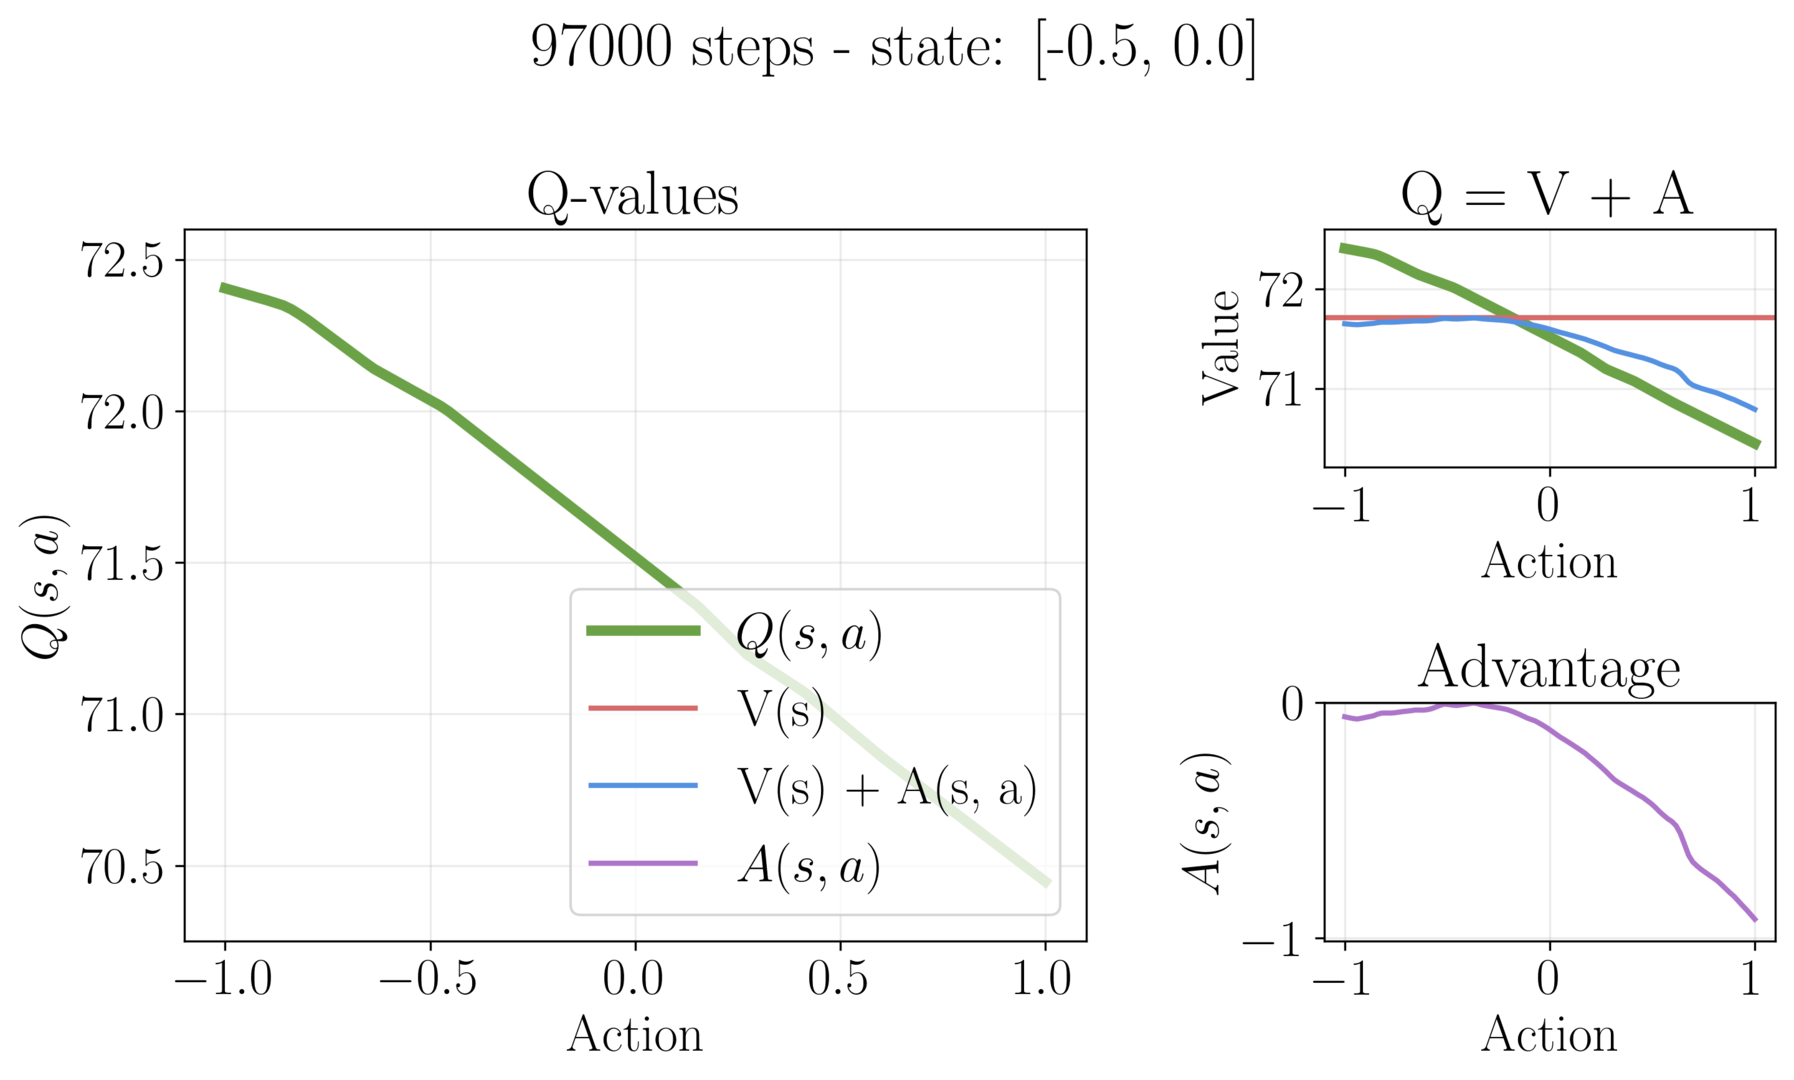 97000 steps - state: [-0.5, 0.0]
Q-values
72.5
72.0
71.5
71.0
70.5
Q(s, a)
−1.0 −0.5 0.0 0.5 1.0
Action
Q(s, a)
V(s)
V(s) + A(s, a)
A(s, a)
Q = V + A
72
71
Value
−1 0 1
Action
Advantage
0
−1
A(s, a)
−1 0 1
Action